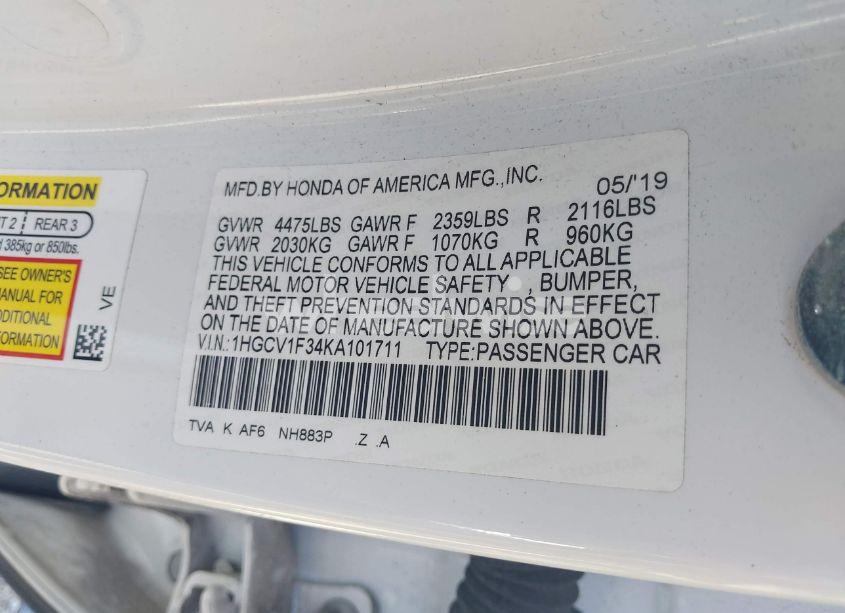 ORMATION
T 2 REAR 3
d 385kg or 850lbs.
SEE OWNER'S
MANUAL FOR
DDITIONAL
FORMATION
VE
MFD.BY HONDA OF AMERICA MFG.,INC. 05/'19
GVWR 4475LBS GAWR F 2359LBS R 2116LBS
GVWR 2030KG GAWR F 1070KG R 960KG
THIS VEHICLE CONFORMS TO ALL APPLICABLE
FEDERAL MOTOR VEHICLE SAFETY , BUMPER,
AND THEFT PREVENTION STANDARDS IN EFFECT
ON THE DATE OF MANUFACTURE SHOWN ABOVE.
V.I.N.:1HGCV1F34KA101711 TYPE:PASSENGER CAR
TVA K AF6 NH883P .Z .A